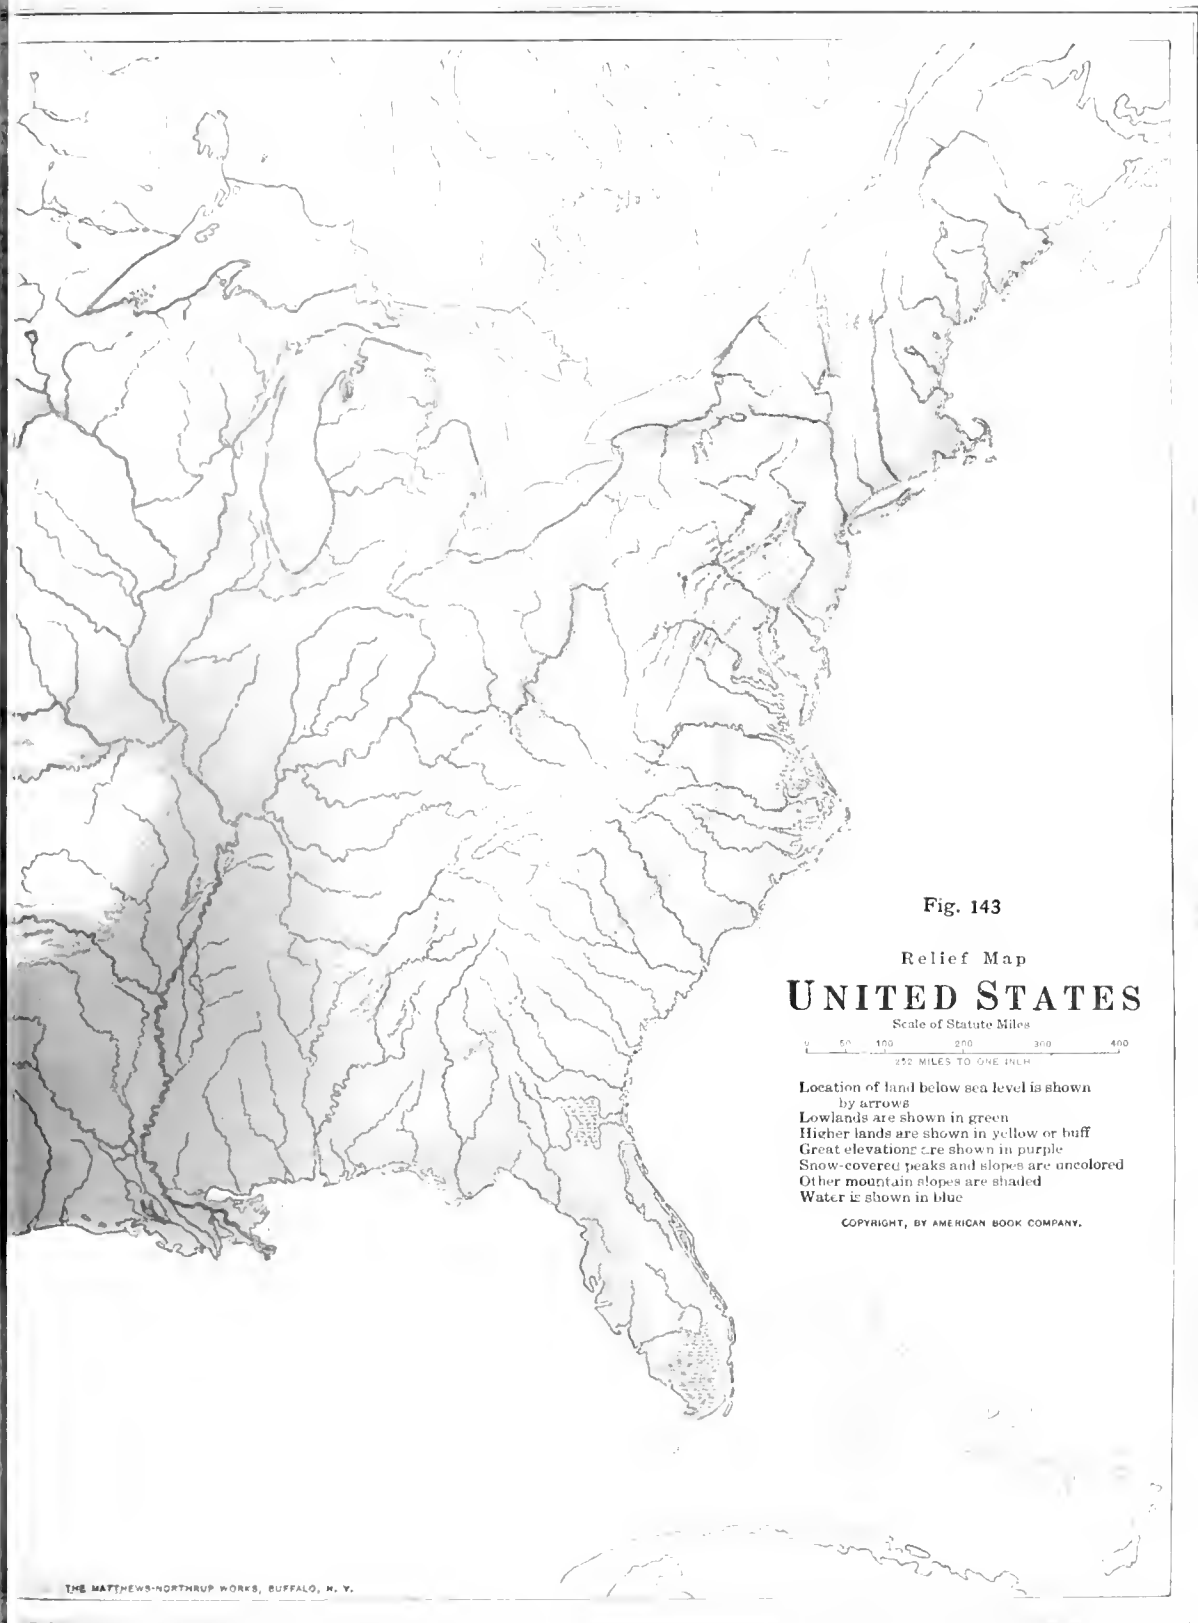 Fig. 143
Relief Map
UNITED STATES
Scale of Statute Miles
0 50 100 200 300 400
252 MILES TO ONE INCH
Location of land below sea level is shown
by arrows
Lowlands are shown in green
Higher lands are shown in yellow or buff
Great elevations are shown in purple
Snow-covered peaks and slopes are uncolored
Other mountain slopes are shaded
Water is shown in blue
COPYRIGHT, BY AMERICAN BOOK COMPANY.
THE MATTHEWS-NORTHRUP WORKS, BUFFALO, N. Y.